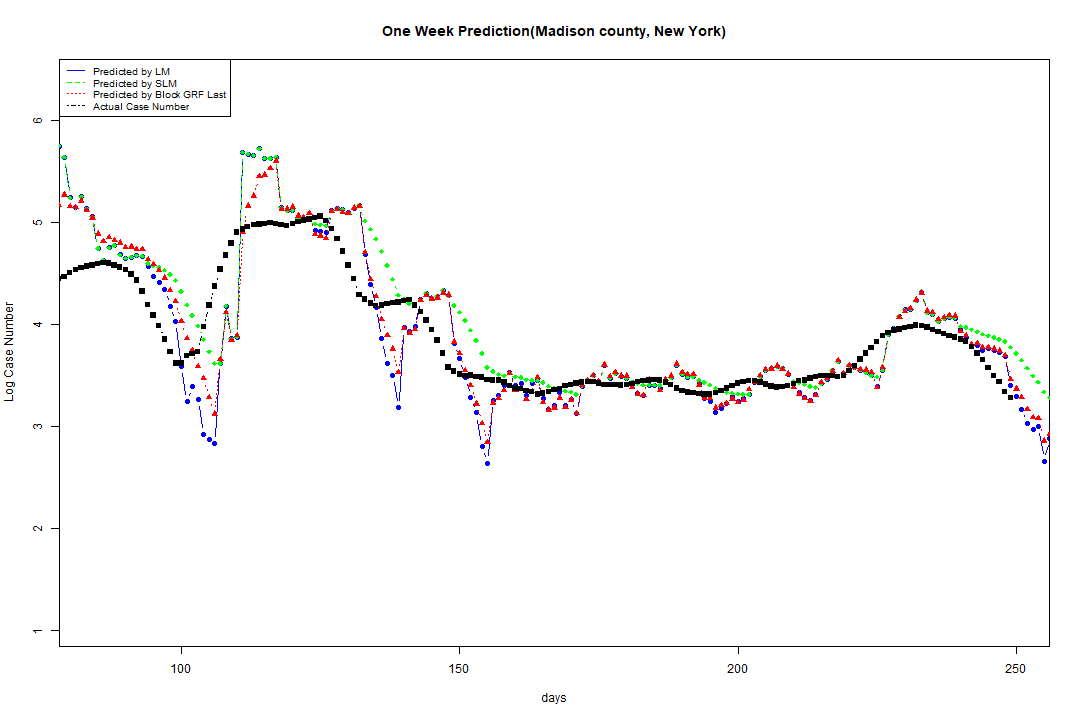 One Week Prediction(Madison county, New York)
Predicted by LM
Predicted by SLM
Predicted by Block GRF Last
Actual Case Number
6
5
4
3
2
1
Log Case Number
100 150 200 250
days